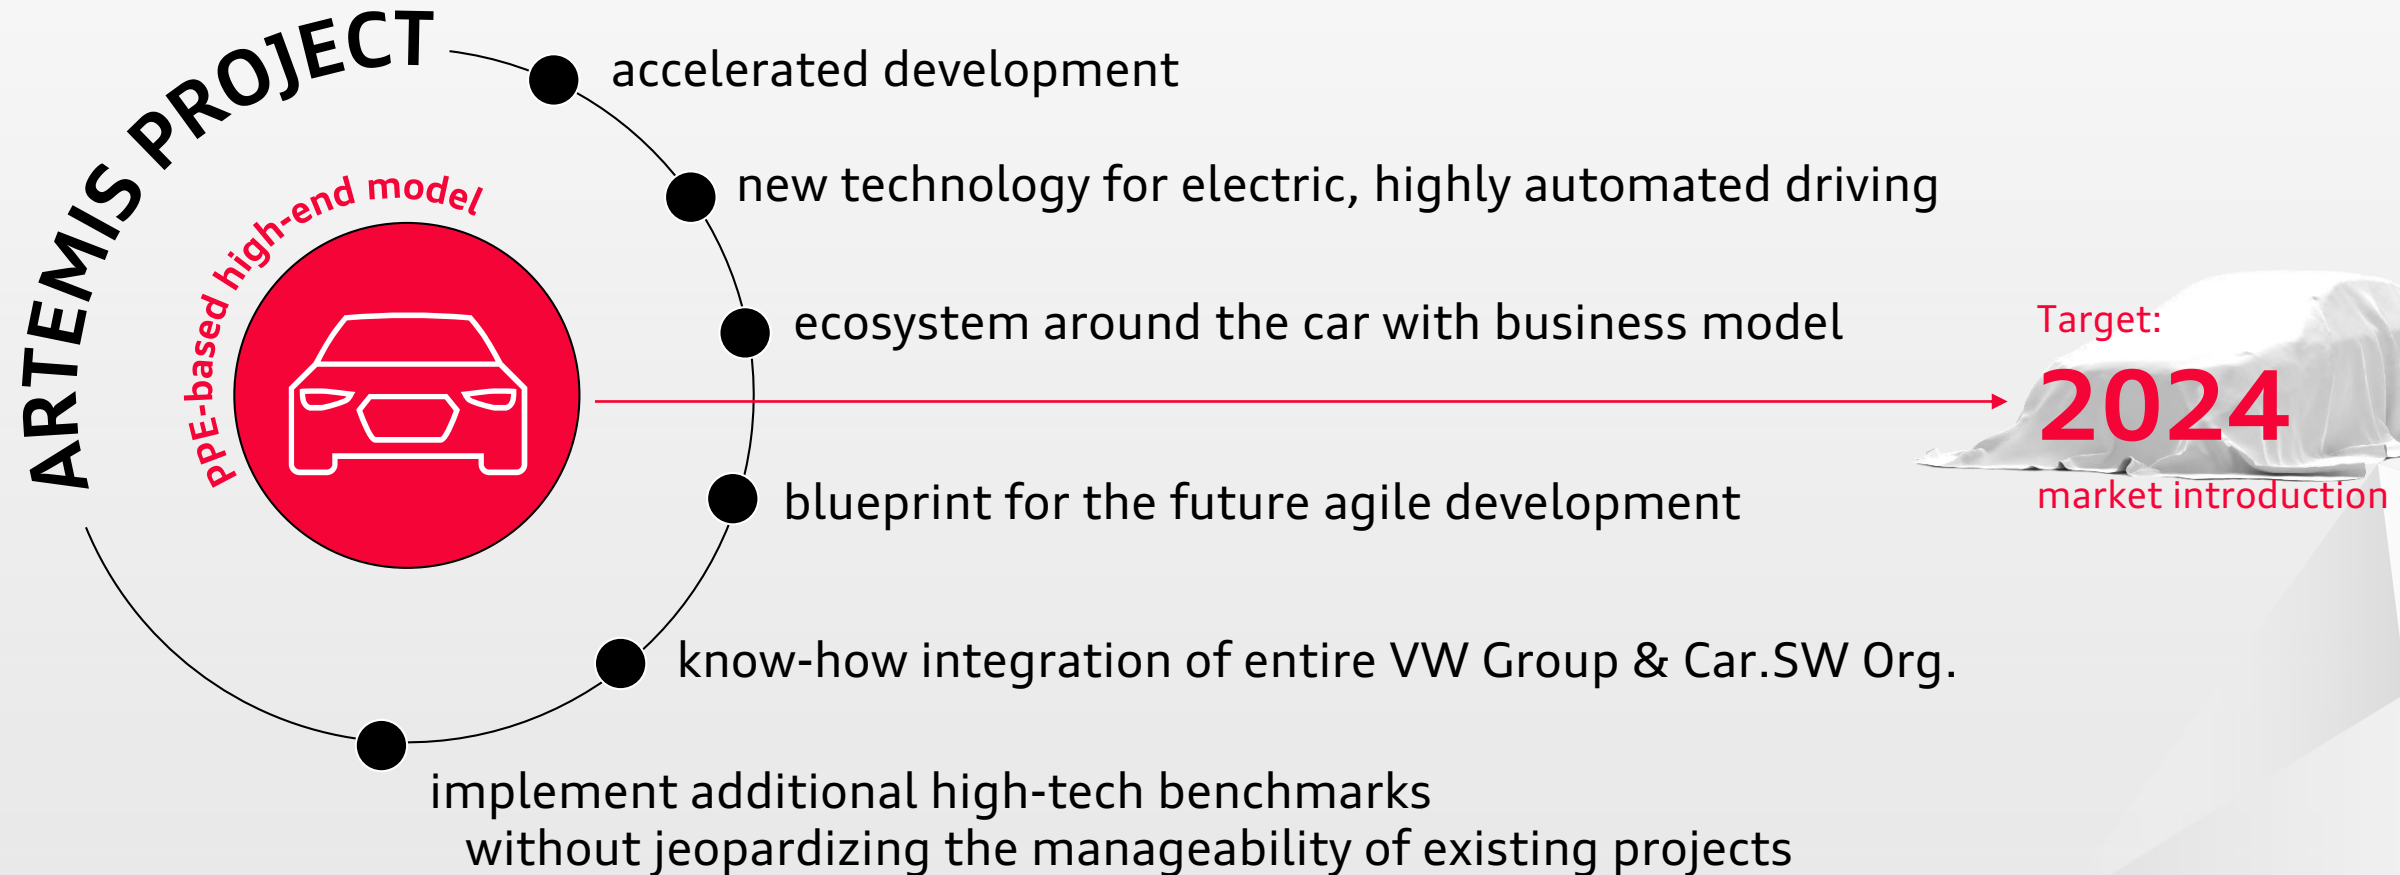 ARTEMIS PROJECT
PPE-based high-end model
accelerated development
new technology for electric, highly automated driving
ecosystem around the car with business model
Target:
2024
market introduction
blueprint for the future agile development
know-how integration of entire VW Group & Car.SW Org.
implement additional high-tech benchmarks
without jeopardizing the manageability of existing projects